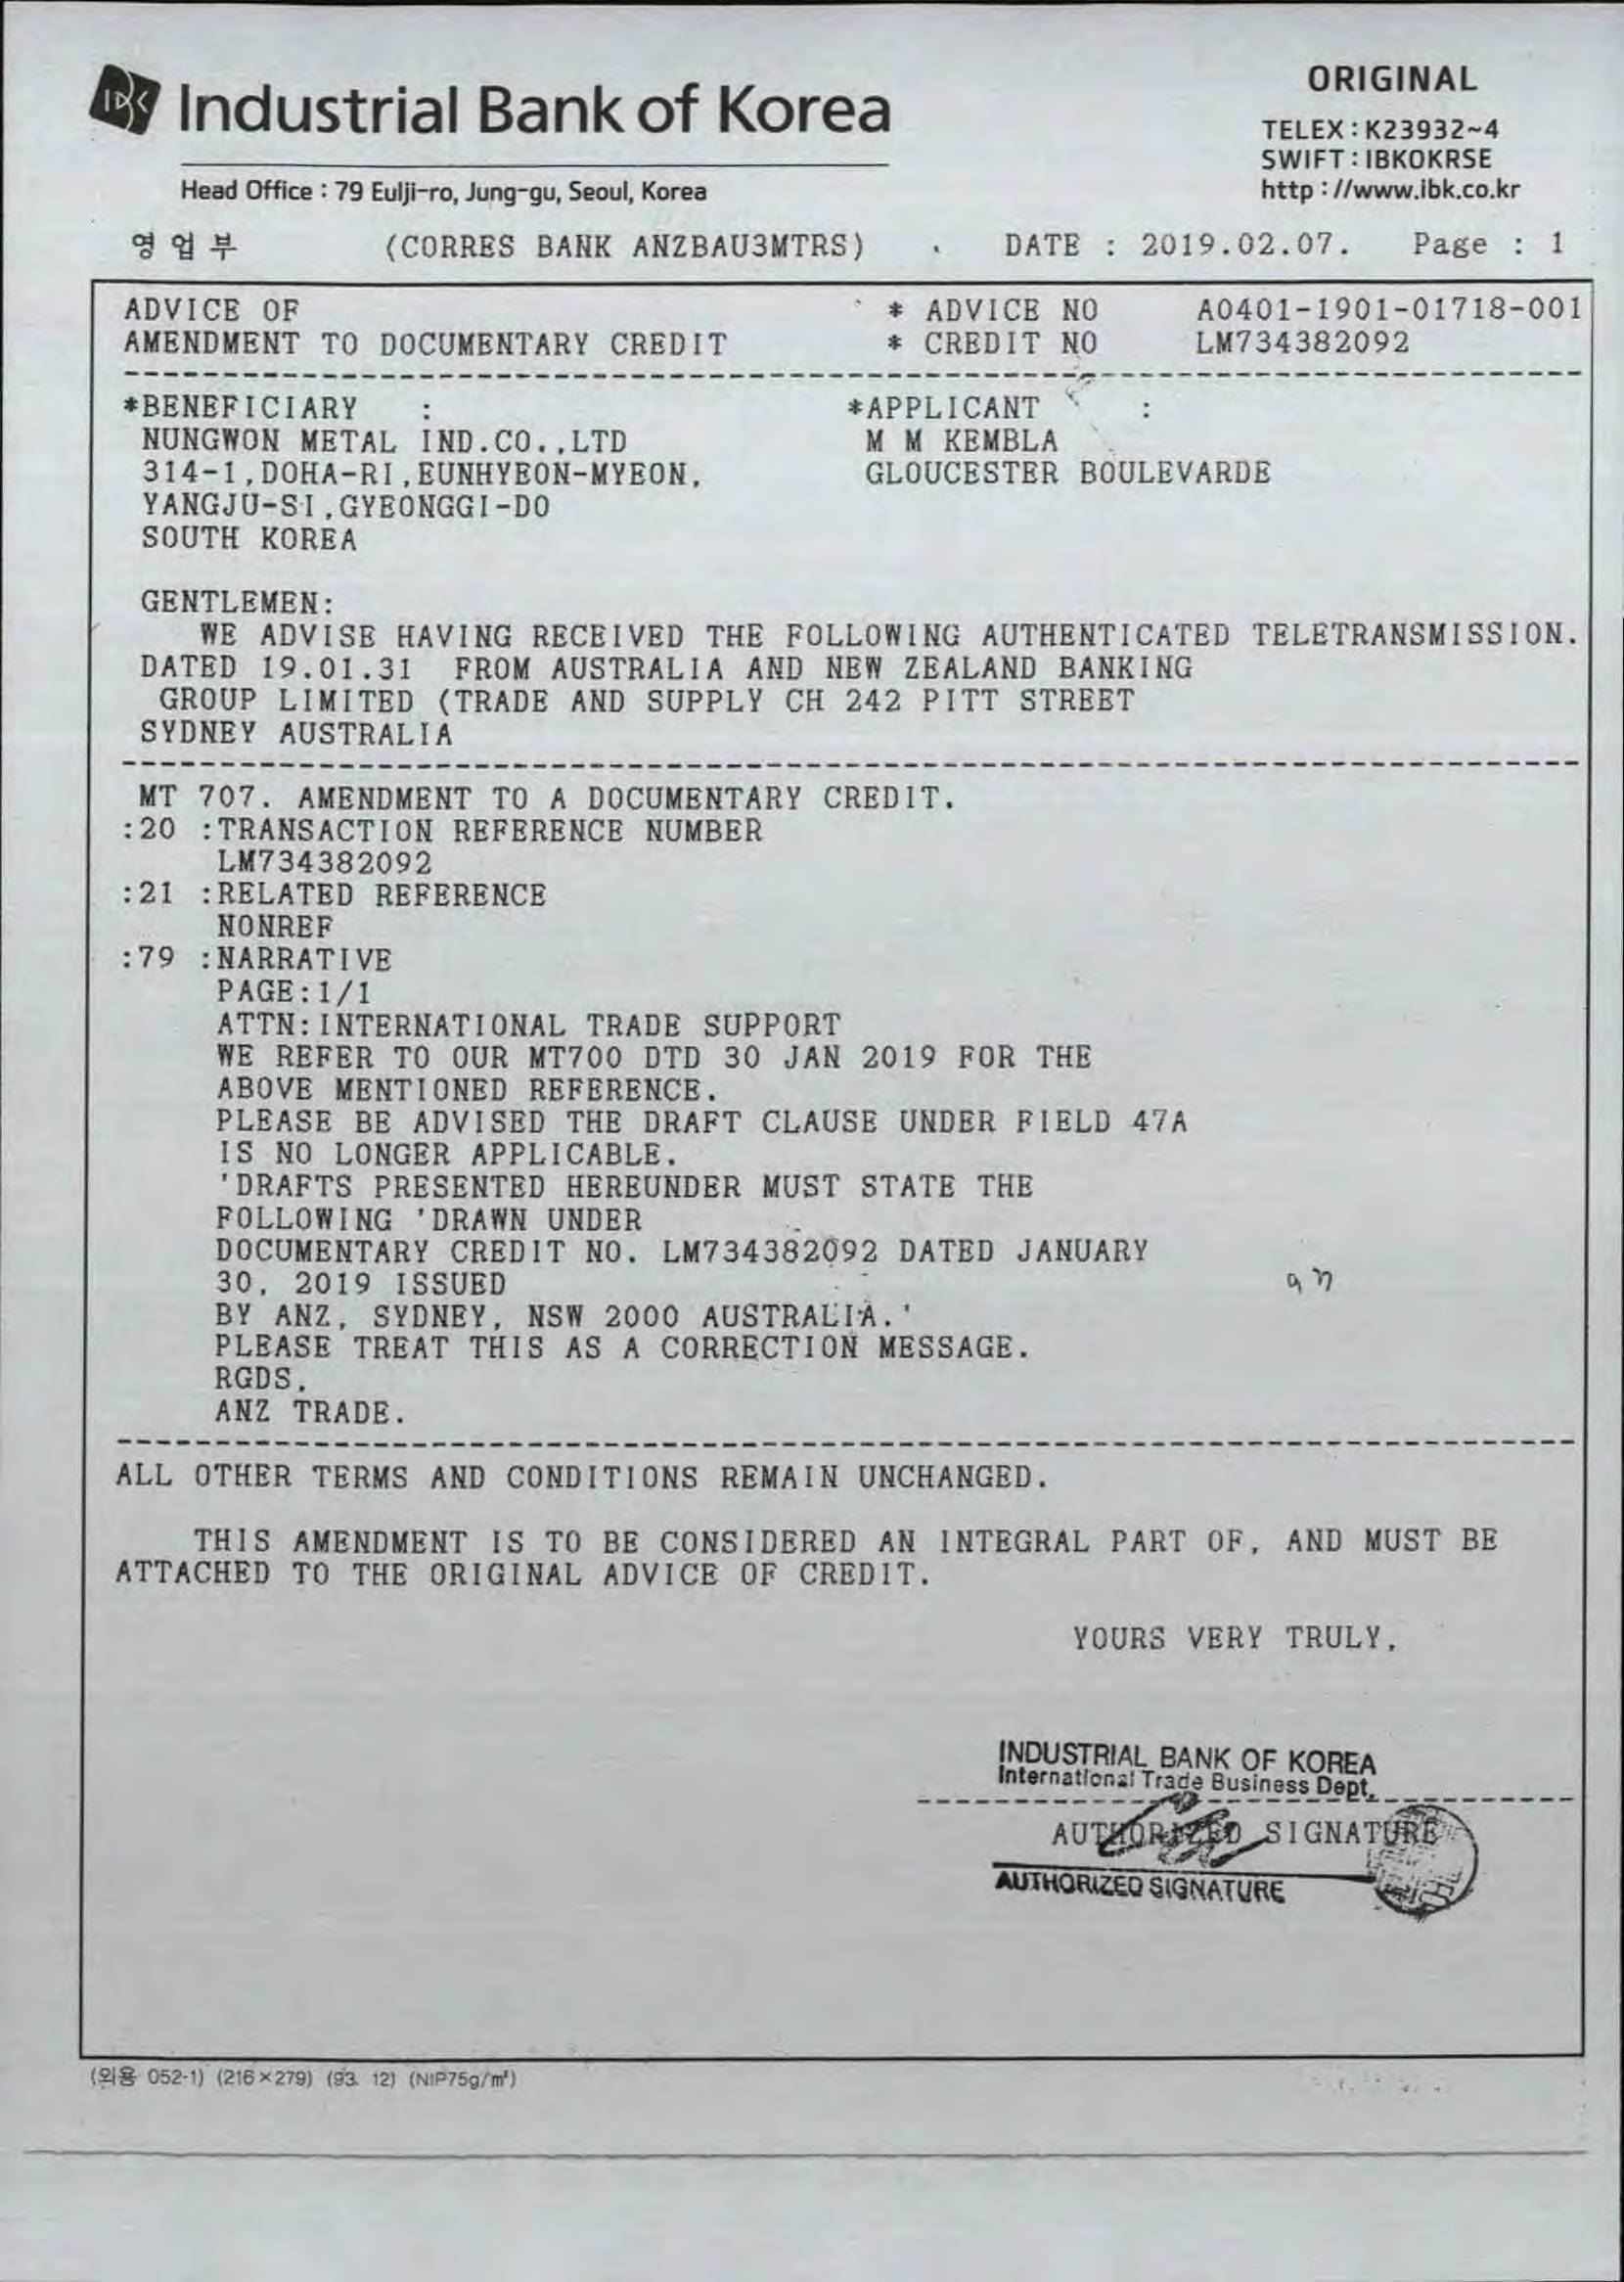 IBK Industrial Bank of Korea
ORIGINAL
TELEX : K23932~4
SWIFT : IBKOKRSE
http : //www.ibk.co.kr
Head Office : 79 Eulji-ro, Jung-gu, Seoul, Korea
영업부 (CORRES BANK ANZBAU3MTRS) DATE : 2019.02.07. Page : 1
ADVICE OF * ADVICE NO A0401-1901-01718-001
AMENDMENT TO DOCUMENTARY CREDIT * CREDIT NO LM734382092
*BENEFICIARY : *APPLICANT :
NUNGWON METAL IND.CO.,LTD M M KEMBLA
314-1,DOHA-RI,EUNHYEON-MYEON, GLOUCESTER BOULEVARDE
YANGJU-SI,GYEONGGI-DO
SOUTH KOREA
GENTLEMEN:
WE ADVISE HAVING RECEIVED THE FOLLOWING AUTHENTICATED TELETRANSMISSION.
DATED 19.01.31 FROM AUSTRALIA AND NEW ZEALAND BANKING
GROUP LIMITED (TRADE AND SUPPLY CH 242 PITT STREET
SYDNEY AUSTRALIA
MT 707. AMENDMENT TO A DOCUMENTARY CREDIT.
:20 :TRANSACTION REFERENCE NUMBER
LM734382092
:21 :RELATED REFERENCE
NONREF
:79 :NARRATIVE
PAGE:1/1
ATTN:INTERNATIONAL TRADE SUPPORT
WE REFER TO OUR MT700 DTD 30 JAN 2019 FOR THE
ABOVE MENTIONED REFERENCE.
PLEASE BE ADVISED THE DRAFT CLAUSE UNDER FIELD 47A
IS NO LONGER APPLICABLE.
'DRAFTS PRESENTED HEREUNDER MUST STATE THE
FOLLOWING 'DRAWN UNDER
DOCUMENTARY CREDIT NO. LM734382092 DATED JANUARY
30, 2019 ISSUED
BY ANZ, SYDNEY, NSW 2000 AUSTRALIA.'
PLEASE TREAT THIS AS A CORRECTION MESSAGE.
RGDS,
ANZ TRADE.
ALL OTHER TERMS AND CONDITIONS REMAIN UNCHANGED.
THIS AMENDMENT IS TO BE CONSIDERED AN INTEGRAL PART OF, AND MUST BE
ATTACHED TO THE ORIGINAL ADVICE OF CREDIT.
YOURS VERY TRULY,
INDUSTRIAL BANK OF KOREA
International Trade Business Dept.
AUTHORIZED SIGNATURE
AUTHORIZED SIGNATURE
(외용 052-1) (216×279) (93. 12) (NIP75g/㎡)